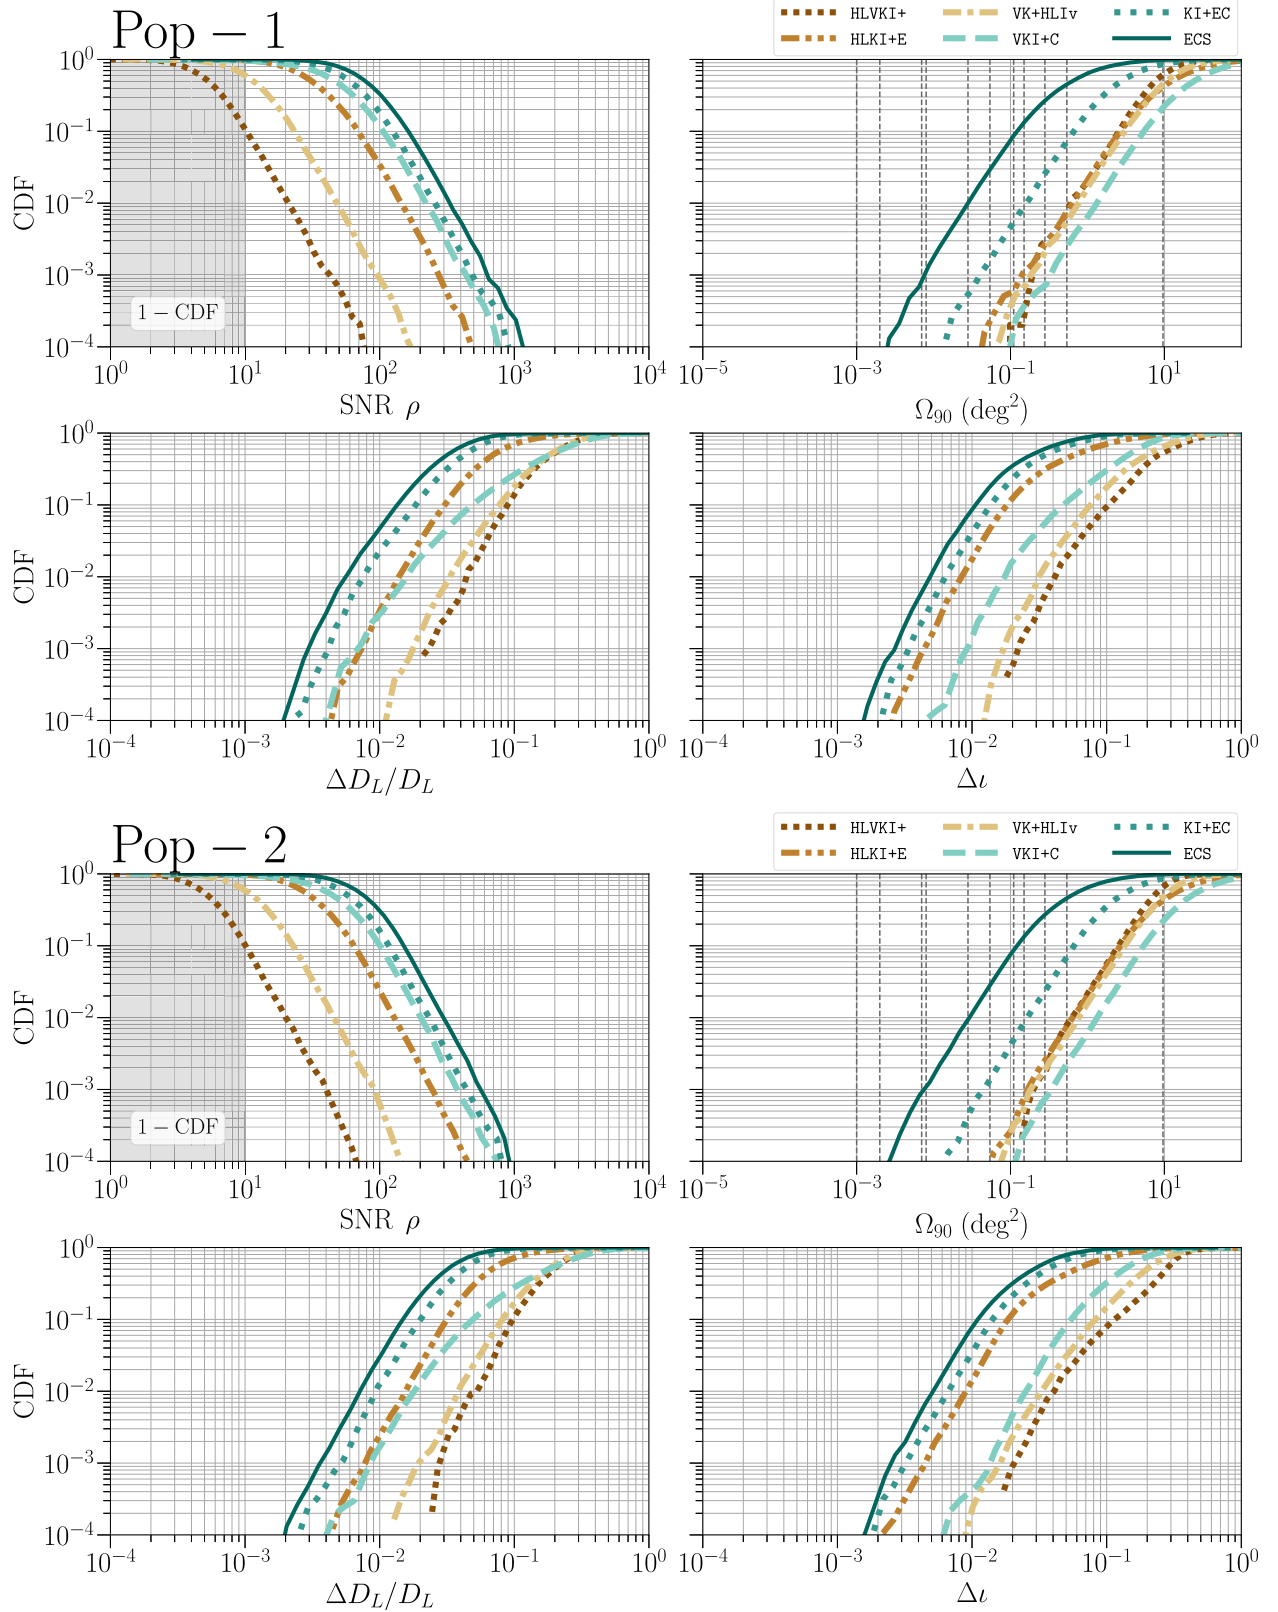 Pop − 1
HLVKI+ VK+HLIv KI+EC
HLKI+E VKI+C ECS
10^0
10^-1
10^-2
10^-3
10^-4
CDF
1 − CDF
10^0 10^1 10^2 10^3 10^4
SNR ρ
10^-5 10^-3 10^-1 10^1
Ω_90 (deg^2)
10^0
10^-1
10^-2
10^-3
10^-4
CDF
10^-4 10^-3 10^-2 10^-1 10^0
ΔD_L/D_L
10^-4 10^-3 10^-2 10^-1 10^0
Δι
Pop − 2
HLVKI+ VK+HLIv KI+EC
HLKI+E VKI+C ECS
10^0
10^-1
10^-2
10^-3
10^-4
CDF
1 − CDF
10^0 10^1 10^2 10^3 10^4
SNR ρ
10^-5 10^-3 10^-1 10^1
Ω_90 (deg^2)
10^0
10^-1
10^-2
10^-3
10^-4
CDF
10^-4 10^-3 10^-2 10^-1 10^0
ΔD_L/D_L
10^-4 10^-3 10^-2 10^-1 10^0
Δι